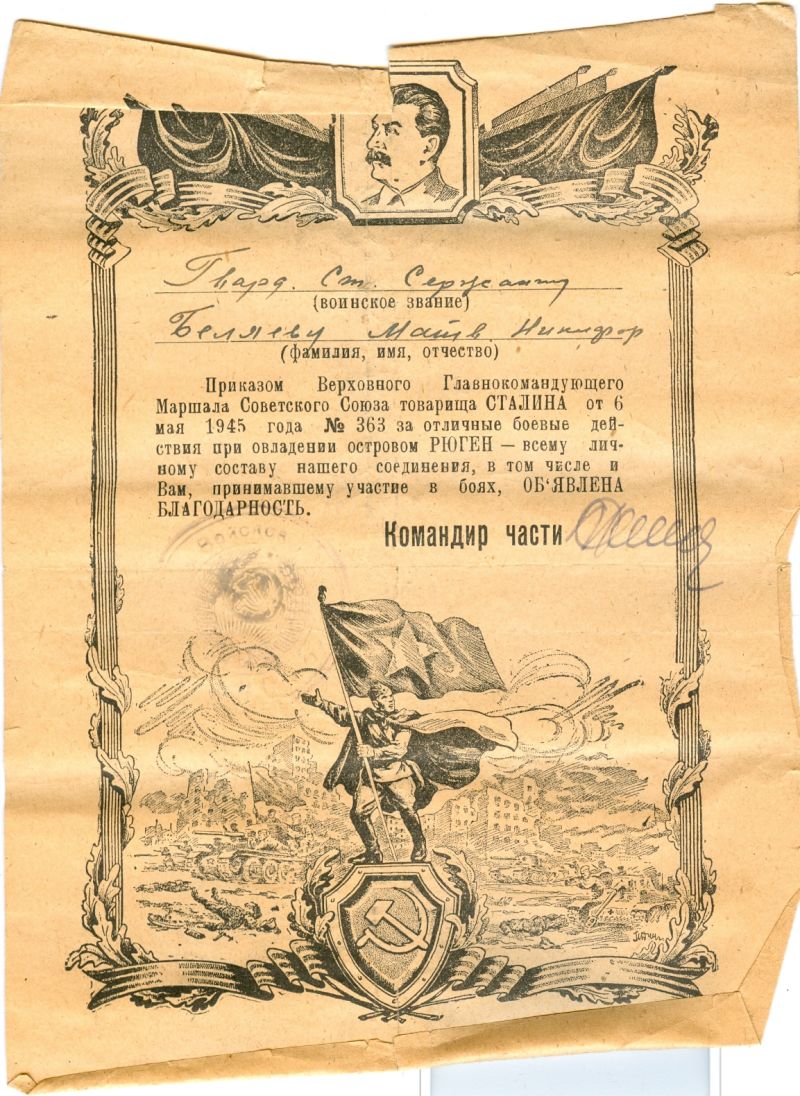 Гвард. Ст. Сержанту
(воинское звание)
Беляеву Матв. Никифор
(фамилия, имя, отчество)
Приказом Верховного Главнокомандующего
Маршала Советского Союза товарища СТАЛИНА от 6
мая 1945 года № 363 за отличные боевые дей-
ствия при овладении островом РЮГЕН — всему лич-
ному составу нашего соединения, в том числе и
Вам, принимавшему участие в боях, ОБ'ЯВЛЕНА
БЛАГОДАРНОСТЬ.
Командир части